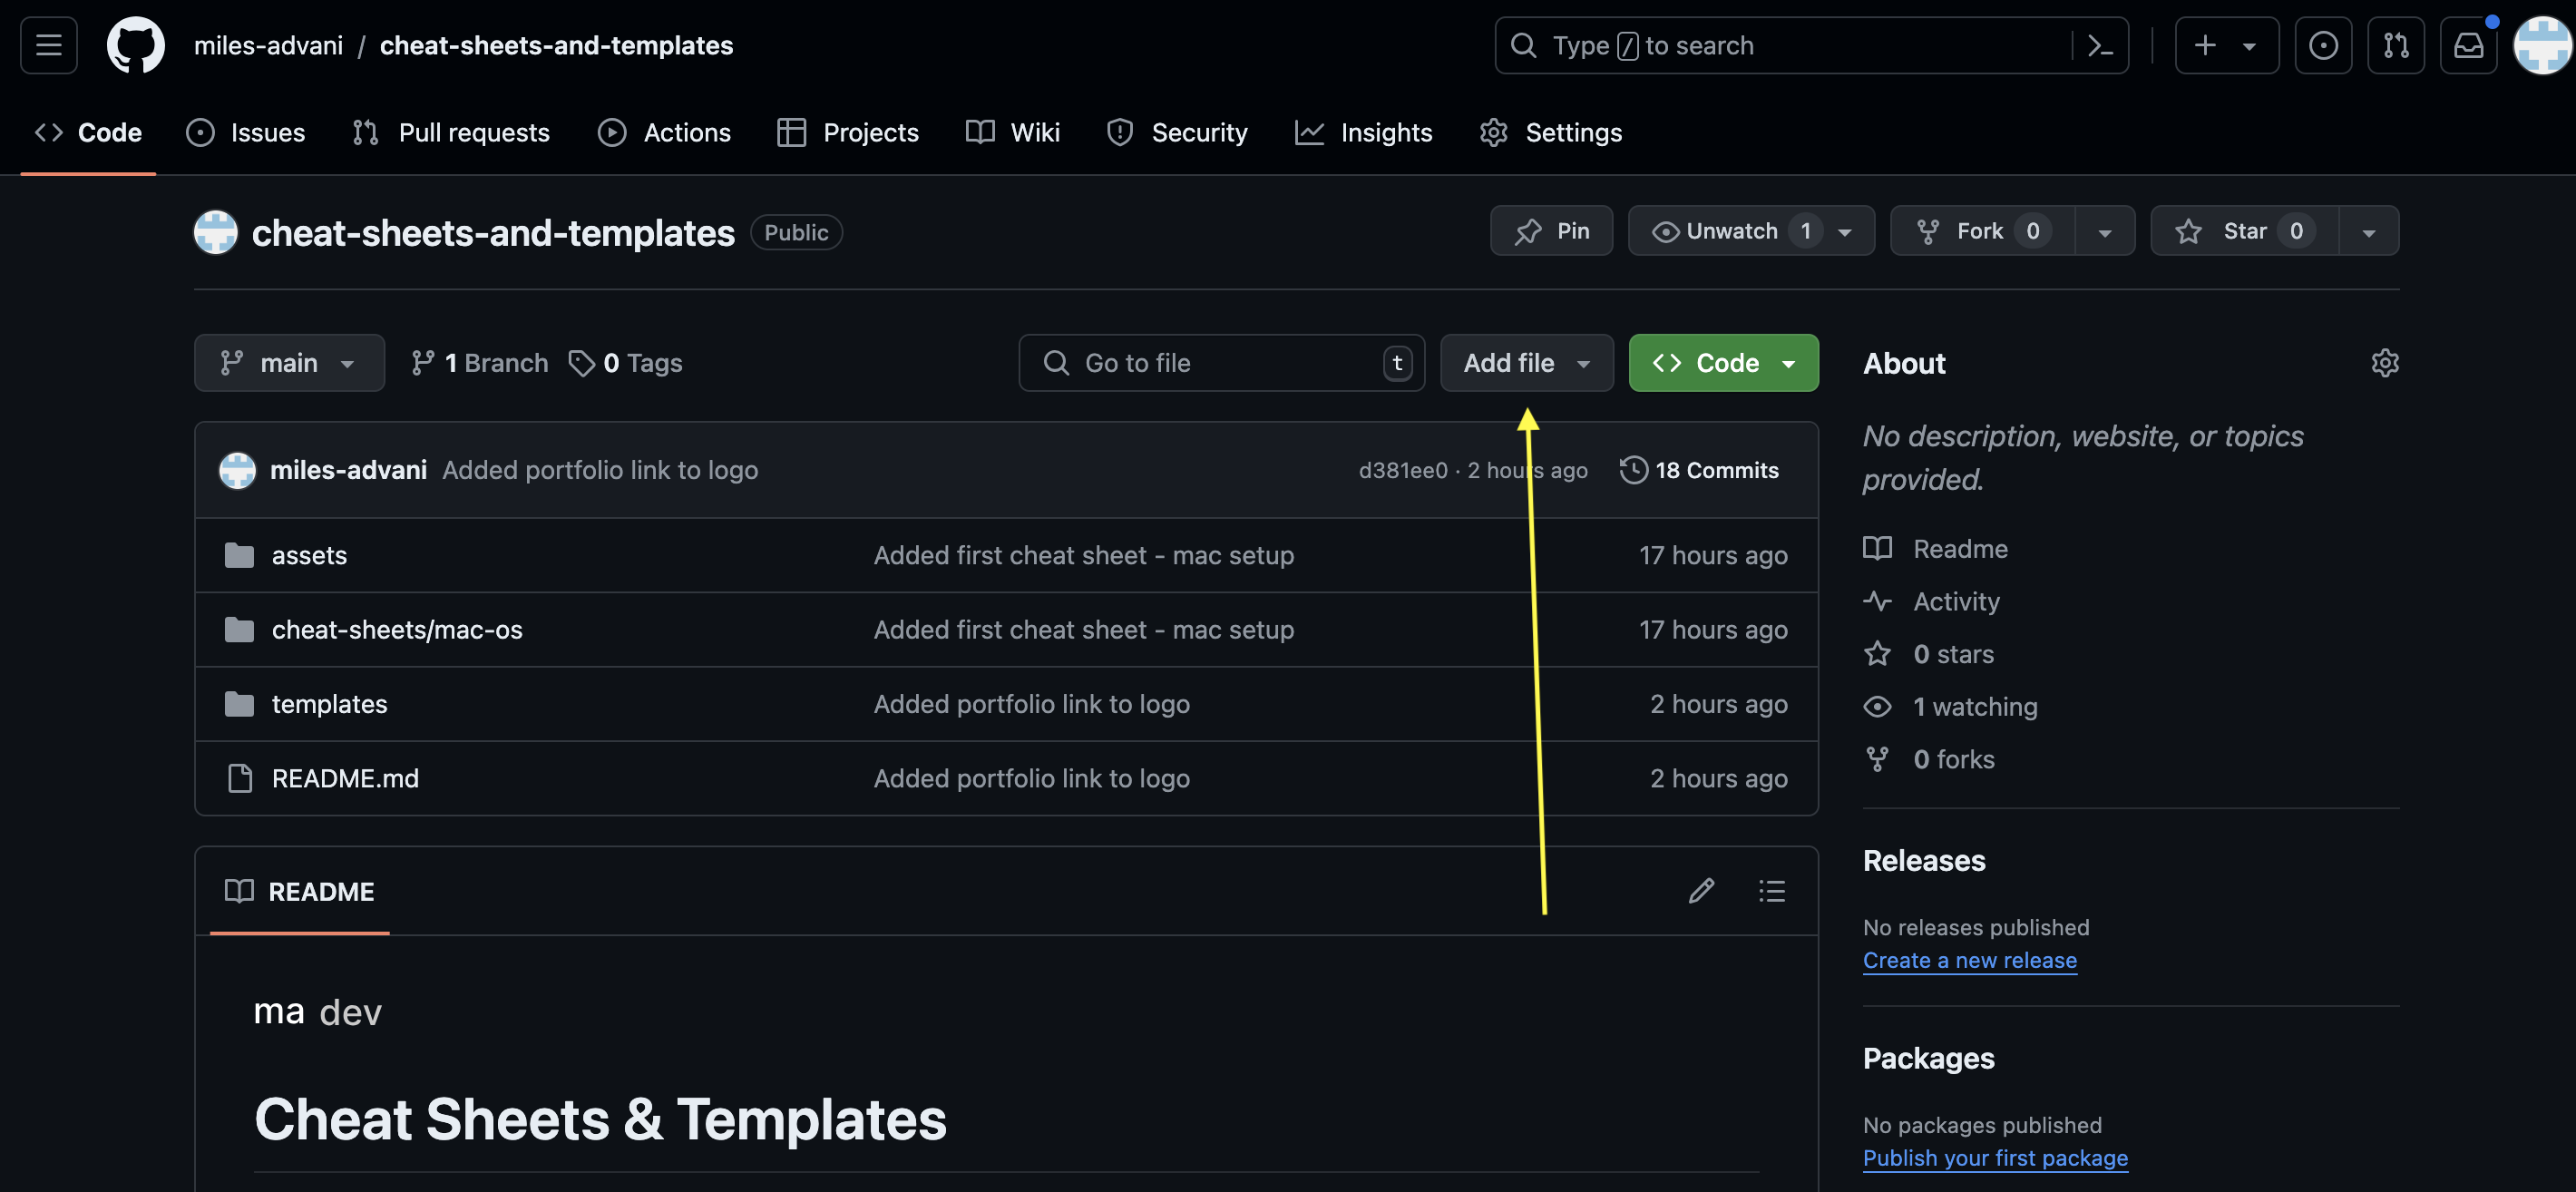 miles-advani / cheat-sheets-and-templates
Type / to search
Code Issues Pull requests Actions Projects Wiki Security Insights Settings
cheat-sheets-and-templates Public
Pin Unwatch 1 Fork 0 Star 0
main 1 Branch 0 Tags Go to file t Add file Code
miles-advani Added portfolio link to logo d381ee0 · 2 hours ago 18 Commits
assets Added first cheat sheet - mac setup 17 hours ago
cheat-sheets/mac-os Added first cheat sheet - mac setup 17 hours ago
templates Added portfolio link to logo 2 hours ago
README.md Added portfolio link to logo 2 hours ago
README
ma dev
Cheat Sheets & Templates
About
No description, website, or topics
provided.
Readme
Activity
0 stars
1 watching
0 forks
Releases
No releases published
Create a new release
Packages
No packages published
Publish your first package